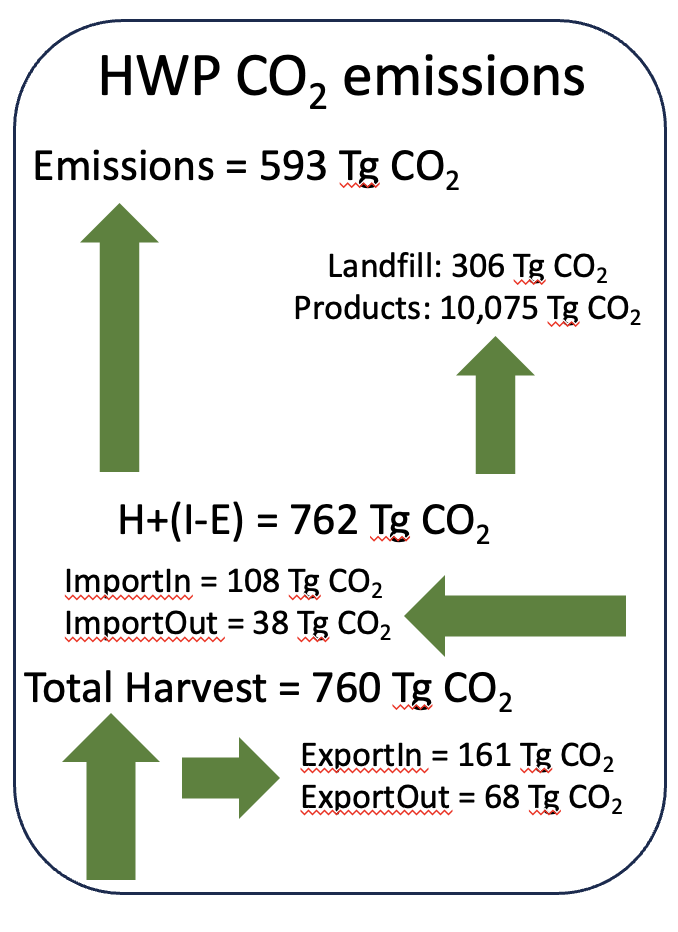 HWP CO₂ emissions
Emissions = 593 Tg CO₂
Landfill: 306 Tg CO₂
Products: 10,075 Tg CO₂
H+(I-E) = 762 Tg CO₂
ImportIn = 108 Tg CO₂
ImportOut = 38 Tg CO₂
Total Harvest = 760 Tg CO₂
ExportIn = 161 Tg CO₂
ExportOut = 68 Tg CO₂